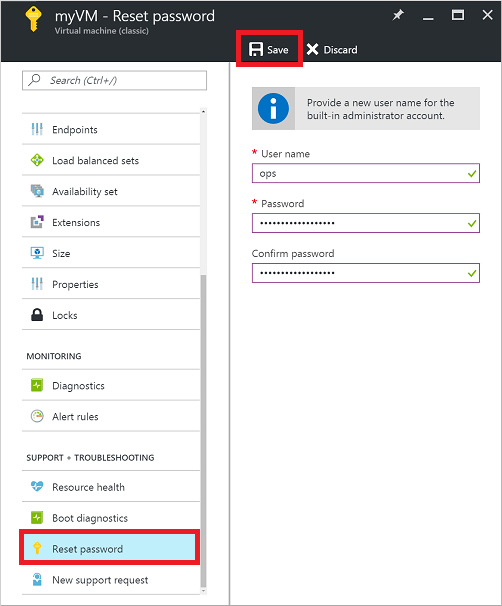 myVM - Reset password
Virtual machine (classic)
Save
Discard
Search (Ctrl+/)
Endpoints
Load balanced sets
Availability set
Extensions
Size
Properties
Locks
MONITORING
Diagnostics
Alert rules
SUPPORT + TROUBLESHOOTING
Resource health
Boot diagnostics
Reset password
New support request
Provide a new user name for the
built-in administrator account.
* User name
ops
* Password
••••••••••••••••••
Confirm password
••••••••••••••••••